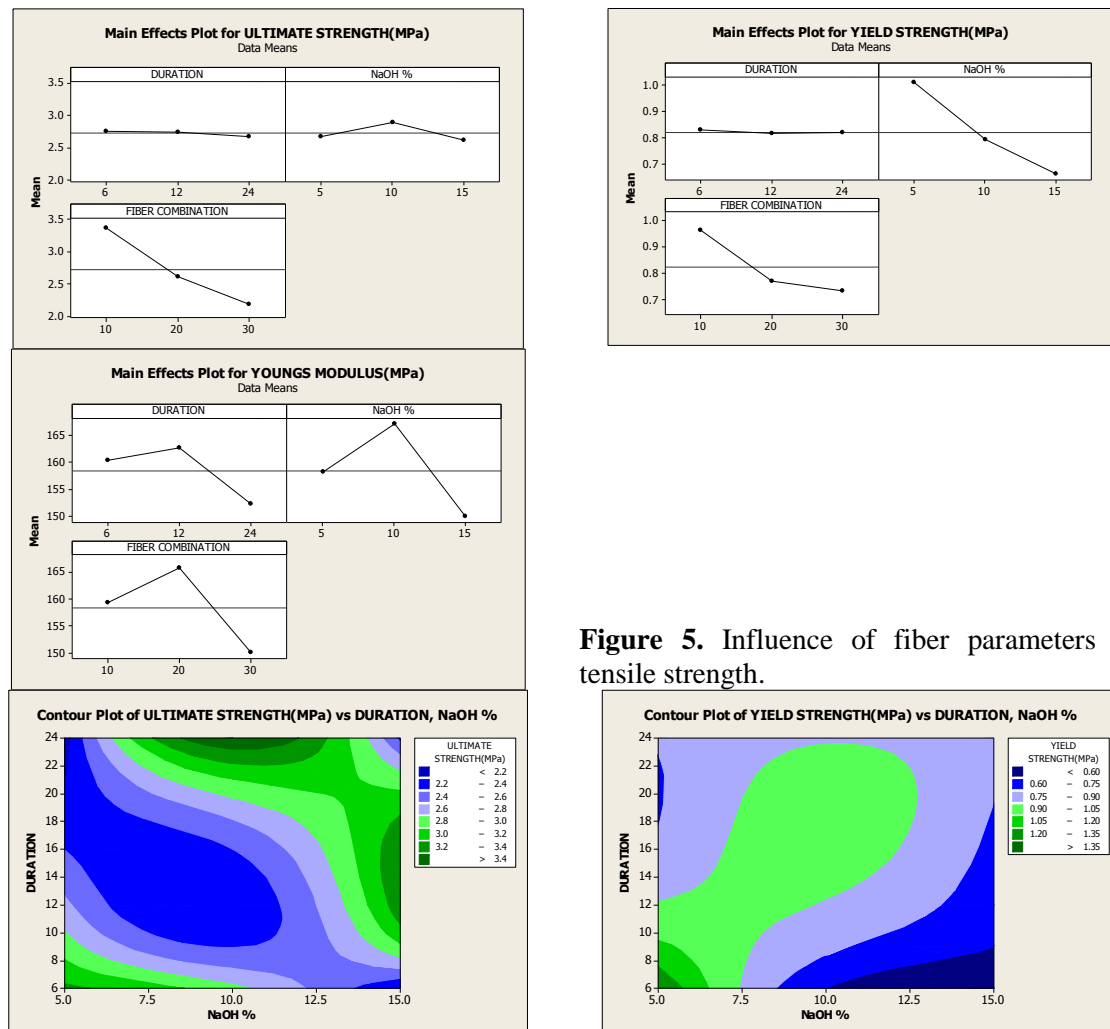 Main Effects Plot for ULTIMATE STRENGTH(MPa)
Data Means
DURATION NaOH %
3.5
3.0
2.5
2.0
6 12 24 5 10 15
FIBER COMBINATION
3.5
3.0
2.5
2.0
10 20 30
Mean
Main Effects Plot for YIELD STRENGTH(MPa)
Data Means
DURATION NaOH %
1.0
0.9
0.8
0.7
6 12 24 5 10 15
FIBER COMBINATION
1.0
0.9
0.8
0.7
10 20 30
Mean
Main Effects Plot for YOUNGS MODULUS(MPa)
Data Means
DURATION NaOH %
165
160
155
150
6 12 24 5 10 15
FIBER COMBINATION
165
160
155
150
10 20 30
Mean
Figure 5. Influence of fiber parameters
tensile strength.
Contour Plot of ULTIMATE STRENGTH(MPa) vs DURATION, NaOH %
DURATION
24
22
20
18
16
14
12
10
8
6
5.0 7.5 10.0 12.5 15.0
NaOH %
ULTIMATE
STRENGTH(MPa)
< 2.2
2.2 – 2.4
2.4 – 2.6
2.6 – 2.8
2.8 – 3.0
3.0 – 3.2
3.2 – 3.4
> 3.4
Contour Plot of YIELD STRENGTH(MPa) vs DURATION, NaOH %
DURATION
24
22
20
18
16
14
12
10
8
6
5.0 7.5 10.0 12.5 15.0
NaOH %
YIELD
STRENGTH(MPa)
< 0.60
0.60 – 0.75
0.75 – 0.90
0.90 – 1.05
1.05 – 1.20
1.20 – 1.35
> 1.35